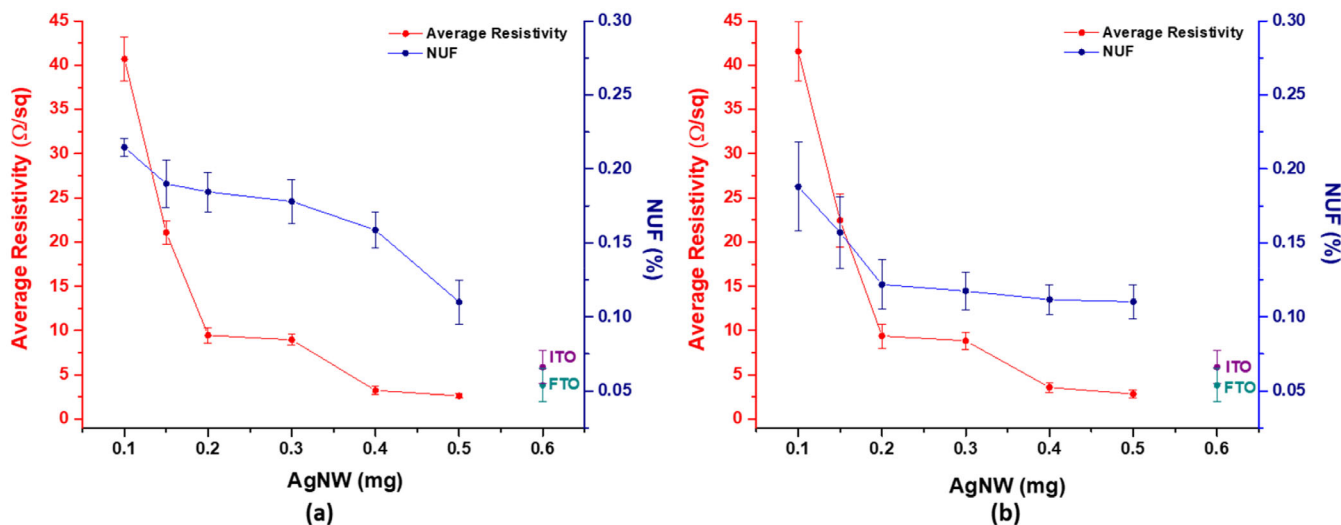 45
40
35
30
25
20
15
10
5
0
Average Resistivity (Ω/sq)
Average Resistivity
NUF
ITO
FTO
0.30
0.25
0.20
0.15
0.10
0.05
NUF (%)
0.1 0.2 0.3 0.4 0.5 0.6
AgNW (mg)
(a)
45
40
35
30
25
20
15
10
5
0
Average Resistivity (Ω/sq)
Average Resistivity
NUF
ITO
FTO
0.30
0.25
0.20
0.15
0.10
0.05
NUF (%)
0.1 0.2 0.3 0.4 0.5 0.6
AgNW (mg)
(b)